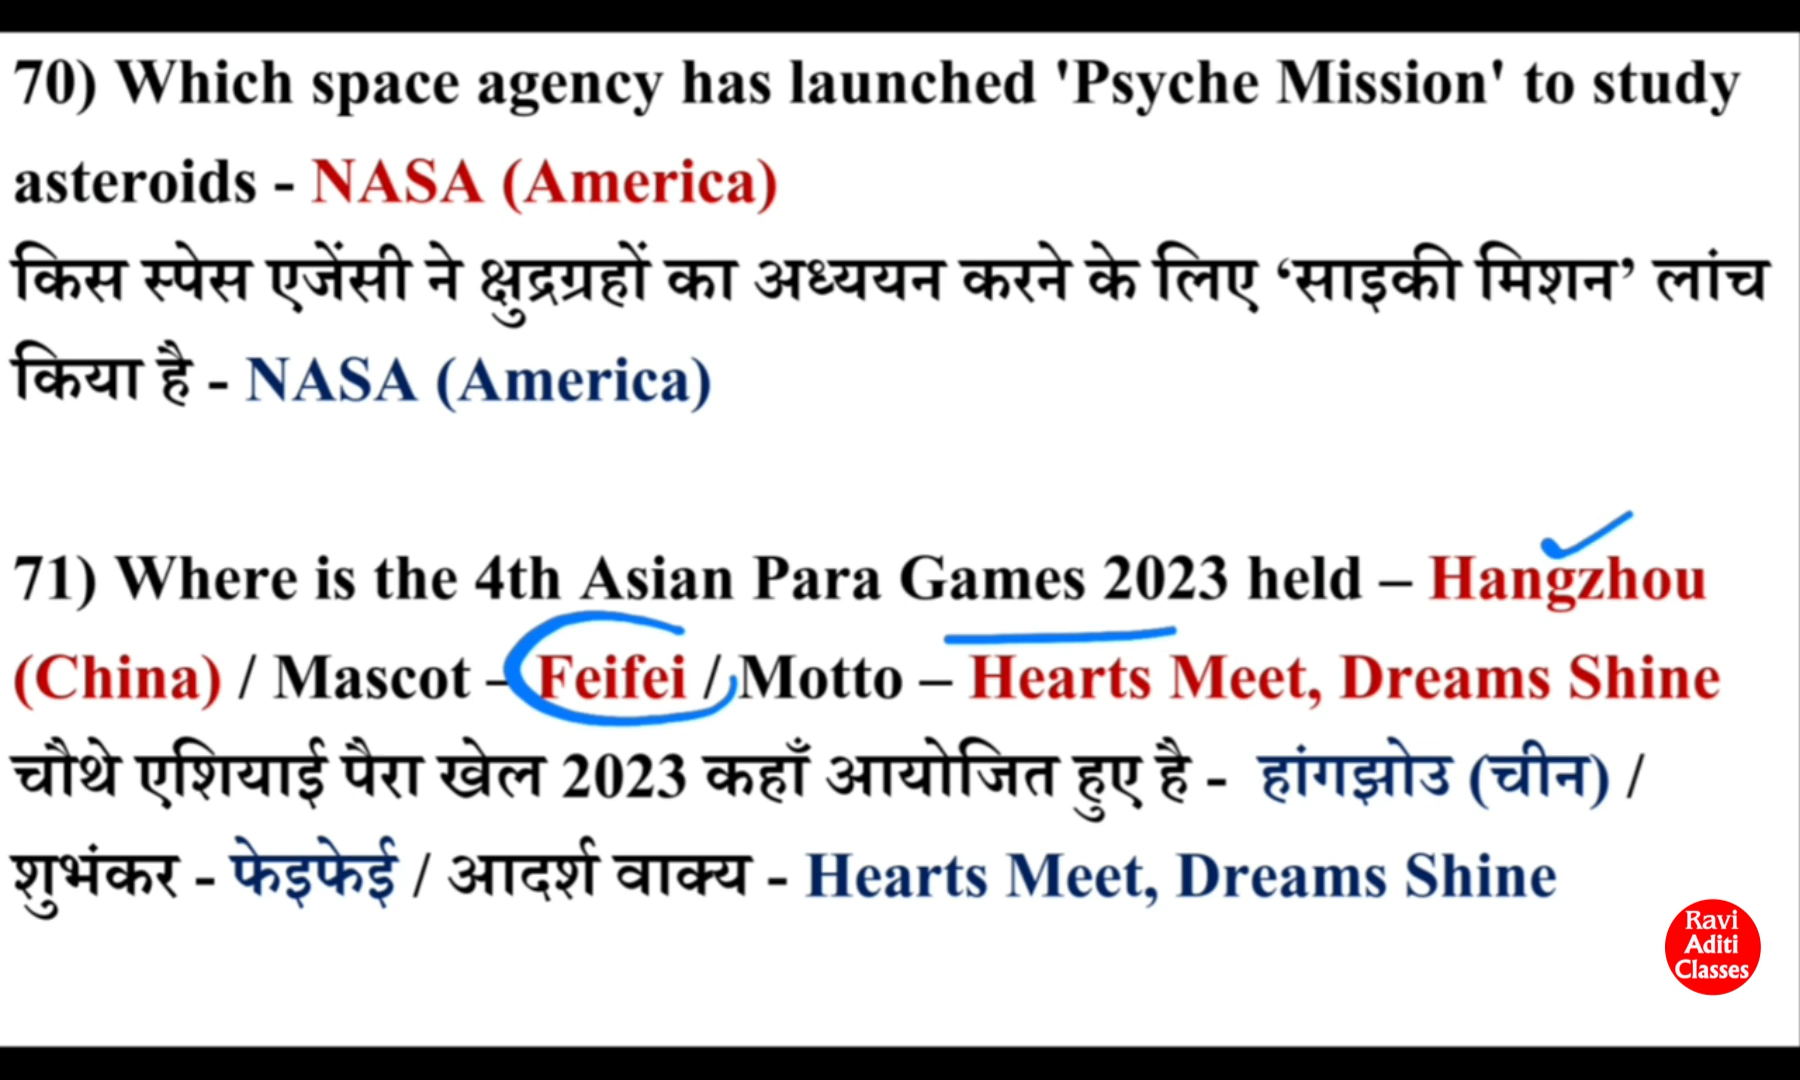 70) Which space agency has launched 'Psyche Mission' to study
asteroids - NASA (America)
किस स्पेस एजेंसी ने क्षुद्रग्रहों का अध्ययन करने के लिए ‘साइकी मिशन’ लांच
किया है - NASA (America)
71) Where is the 4th Asian Para Games 2023 held – Hangzhou
(China) / Mascot – Feifei / Motto – Hearts Meet, Dreams Shine
चौथे एशियाई पैरा खेल 2023 कहाँ आयोजित हुए है - हांगझोउ (चीन) /
शुभंकर - फेइफेई / आदर्श वाक्य - Hearts Meet, Dreams Shine
Ravi
Aditi
Classes